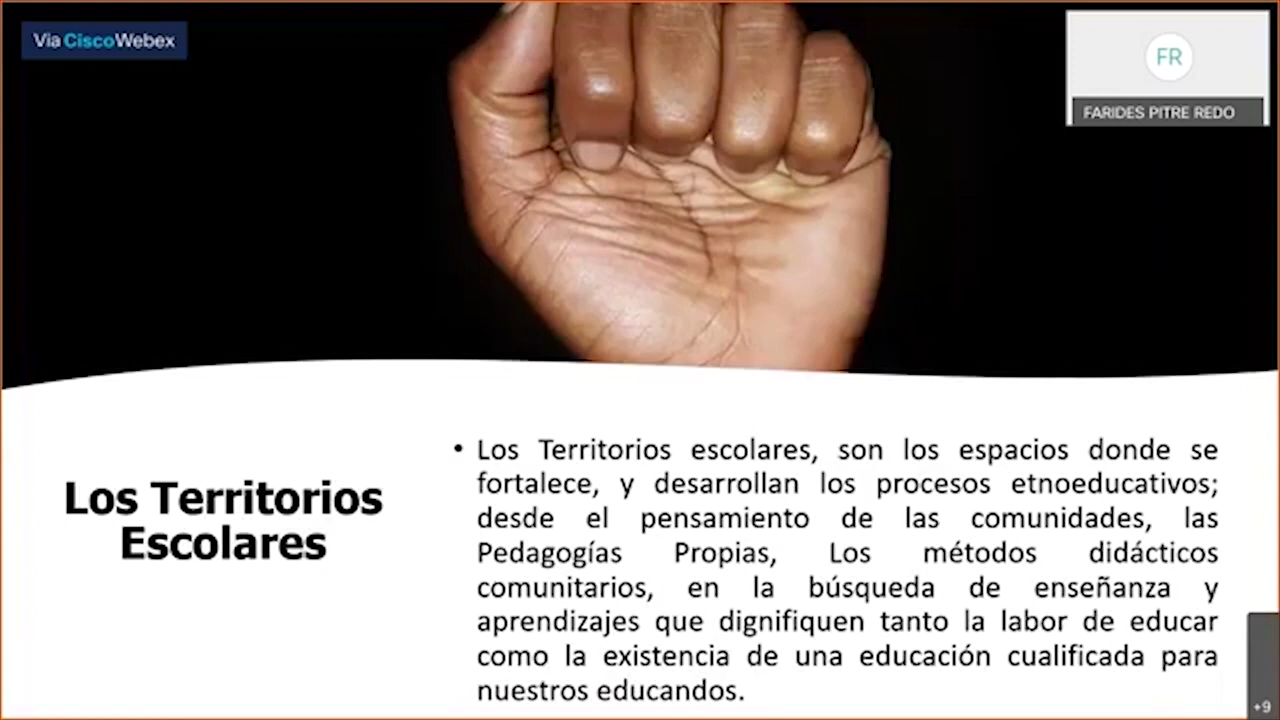 Via CiscoWebex
FR
FARIDES PITRE REDO
Los Territorios
Escolares
• Los Territorios escolares, son los espacios donde se
fortalece, y desarrollan los procesos etnoeducativos;
desde el pensamiento de las comunidades, las
Pedagogías Propias, Los métodos didácticos
comunitarios, en la búsqueda de enseñanza y
aprendizajes que dignifiquen tanto la labor de educar
como la existencia de una educación cualificada para
nuestros educandos.
+9